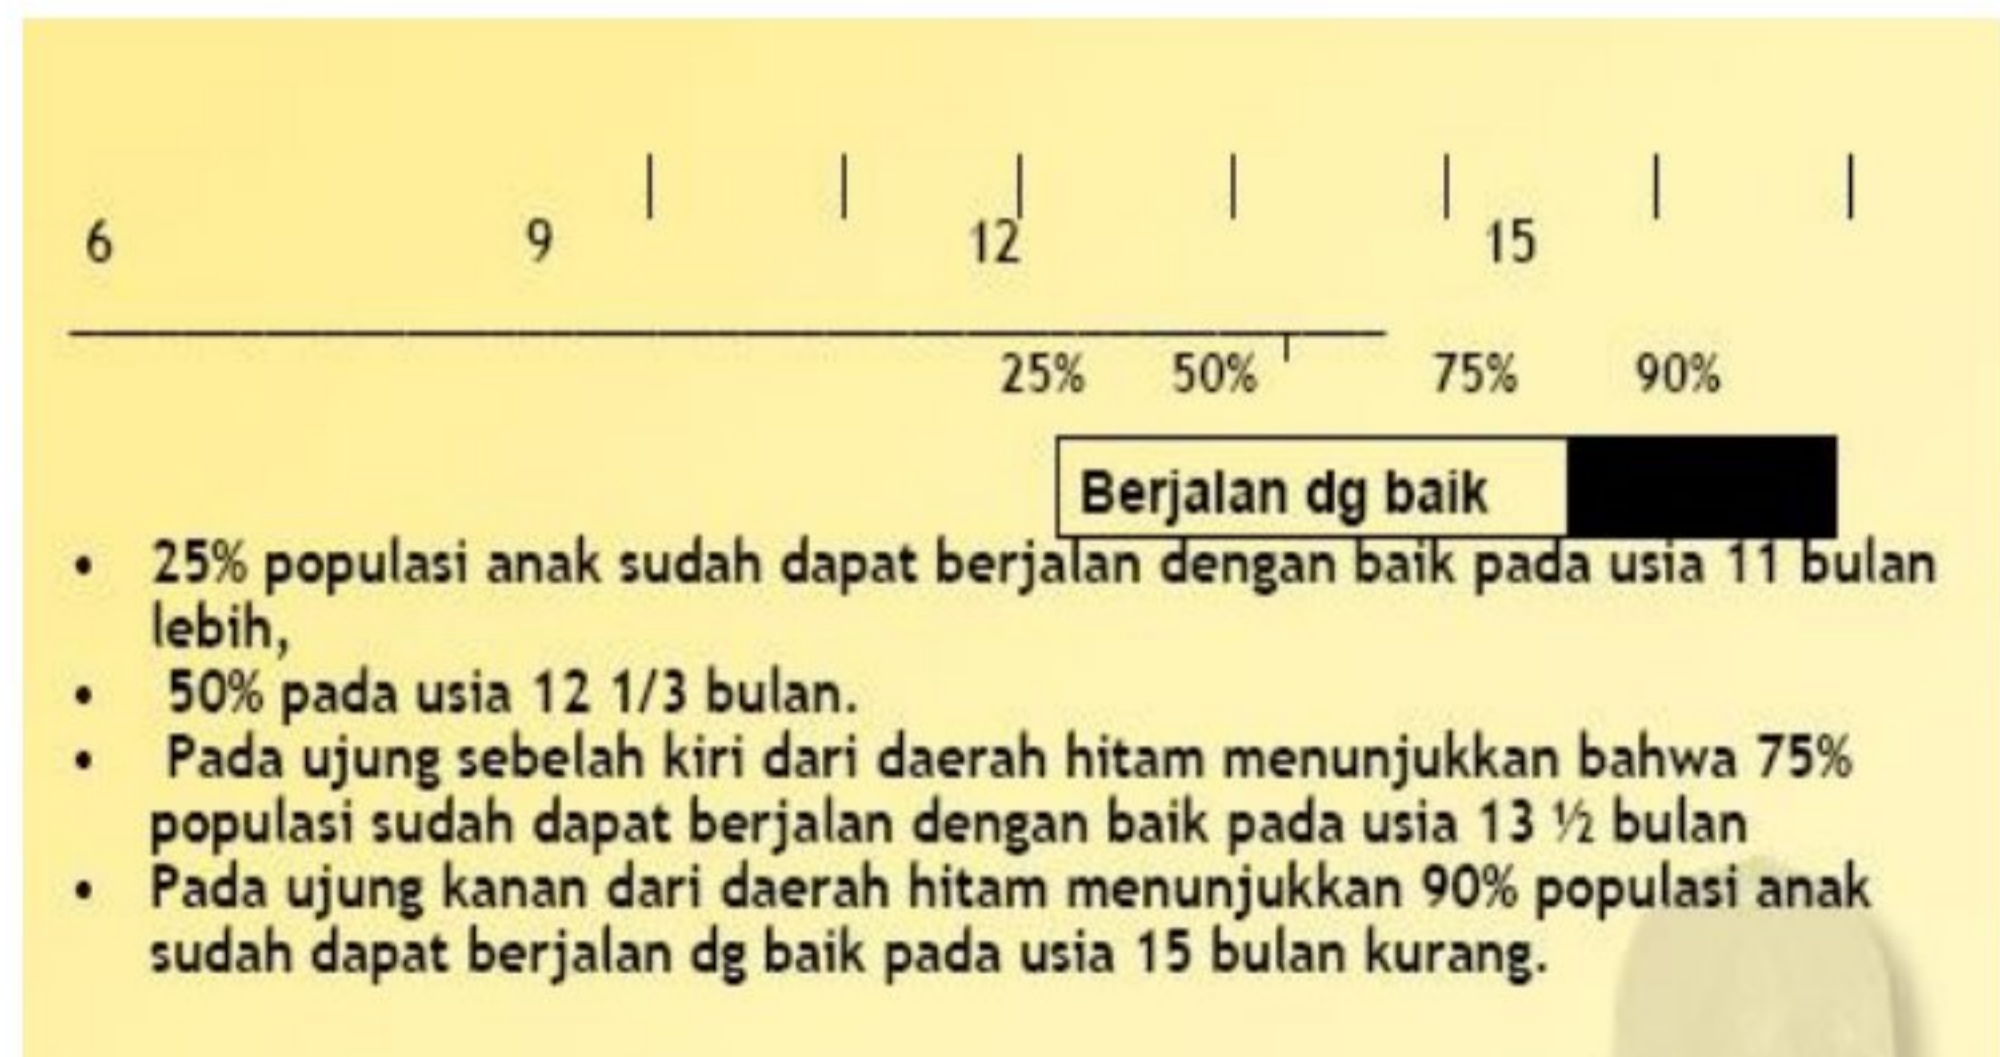 6 9 12 15
25% 50% 75% 90%
Berjalan dg baik
• 25% populasi anak sudah dapat berjalan dengan baik pada usia 11 bulan
lebih,
• 50% pada usia 12 1/3 bulan.
• Pada ujung sebelah kiri dari daerah hitam menunjukkan bahwa 75%
populasi sudah dapat berjalan dengan baik pada usia 13 ½ bulan
• Pada ujung kanan dari daerah hitam menunjukkan 90% populasi anak
sudah dapat berjalan dg baik pada usia 15 bulan kurang.